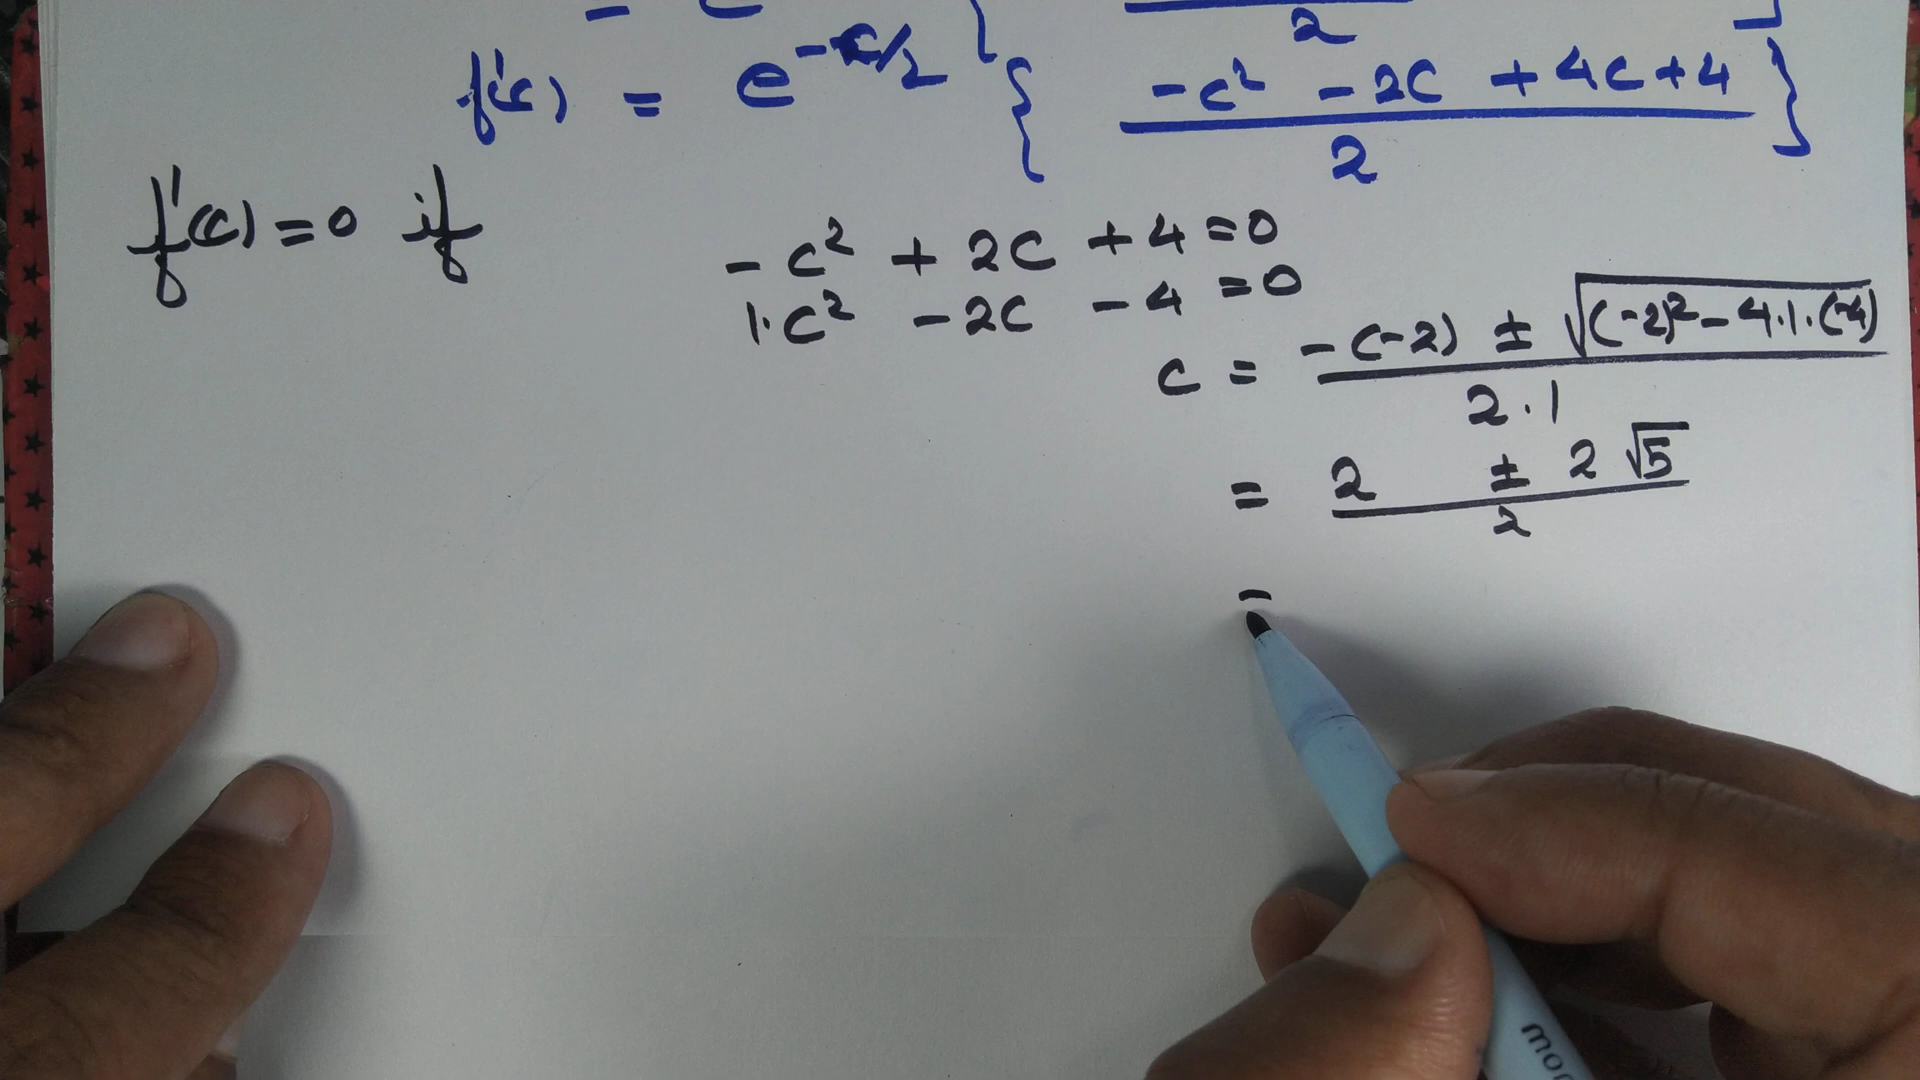 f'(c) = e^{-c/2} { (-c² - 2c + 4c + 4) / 2 }
f'(c) = 0 if
-c² + 2c + 4 = 0
1·c² - 2c - 4 = 0
c = (-(-2) ± √((-2)² - 4·1·(-4))) / (2·1)
= (2 ± 2√5) / 2